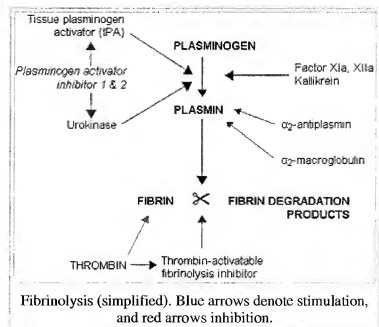 Tissue plasminogen
activator (tPA)
PLASMINOGEN
Plasminogen activator
inhibitor 1 & 2
Factor XIa, XIIa
Kallikrein
PLASMIN
Urokinase
α2-antiplasmin
α2-macroglobulin
FIBRIN
FIBRIN DEGRADATION
PRODUCTS
THROMBIN
Thrombin-activatable
fibrinolysis inhibitor
Fibrinolysis (simplified). Blue arrows denote stimulation,
and red arrows inhibition.